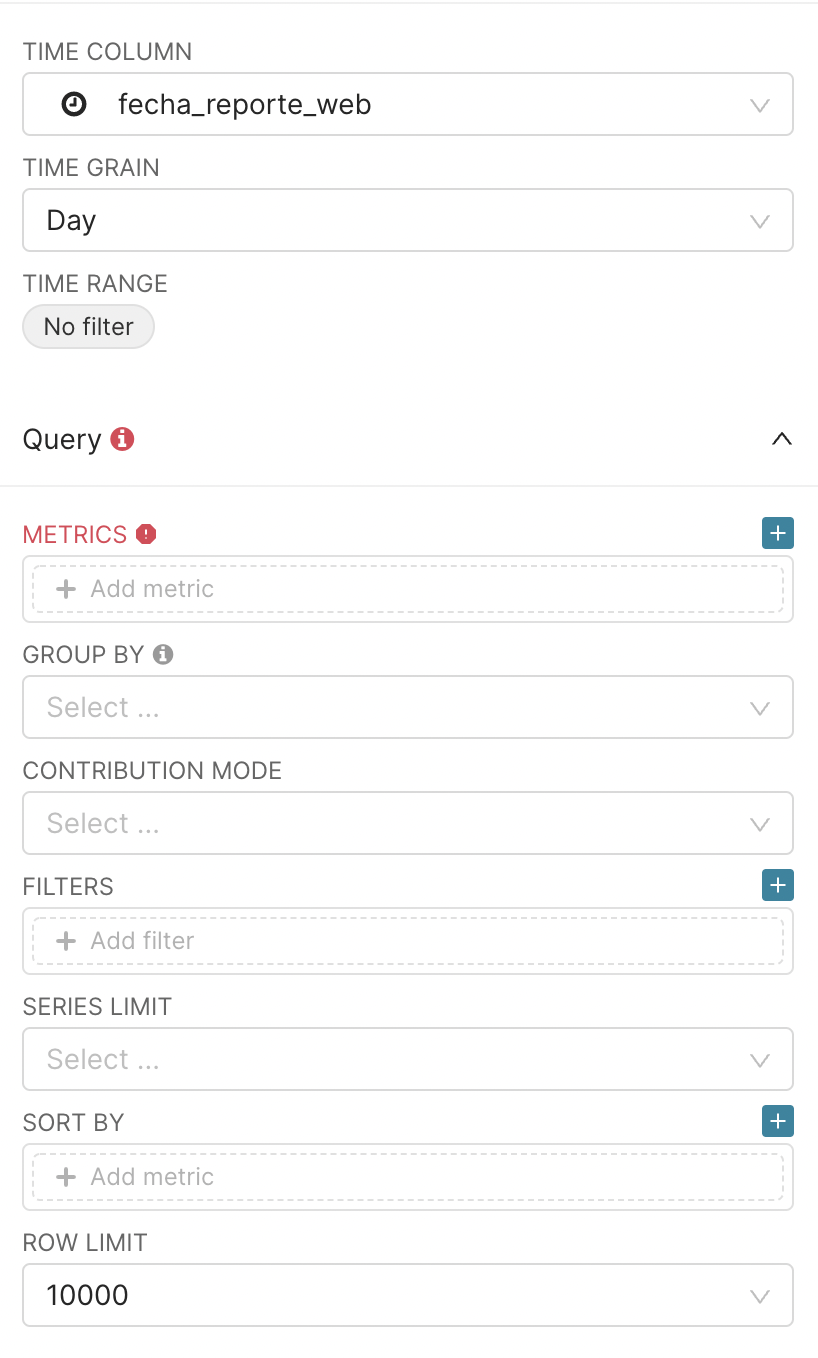 TIME COLUMN
fecha_reporte_web
TIME GRAIN
Day
TIME RANGE
No filter
Query
METRICS
Add metric
GROUP BY
Select ...
CONTRIBUTION MODE
Select ...
FILTERS
Add filter
SERIES LIMIT
Select ...
SORT BY
Add metric
ROW LIMIT
10000